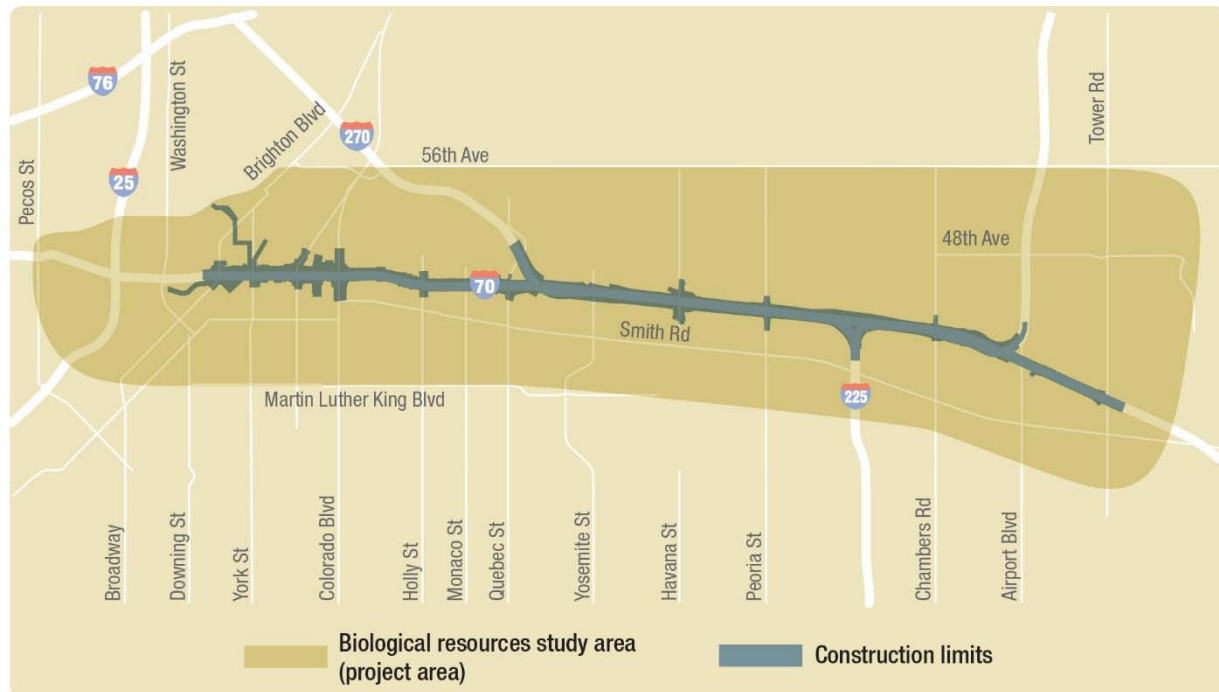 76
Pecos St
25
Washington St
Brighton Blvd
270
56th Ave
Tower Rd
48th Ave
70
Smith Rd
Martin Luther King Blvd
225
Broadway
Downing St
York St
Colorado Blvd
Holly St
Monaco St
Quebec St
Yosemite St
Havana St
Peoria St
Chambers Rd
Airport Blvd
Biological resources study area
(project area)
Construction limits